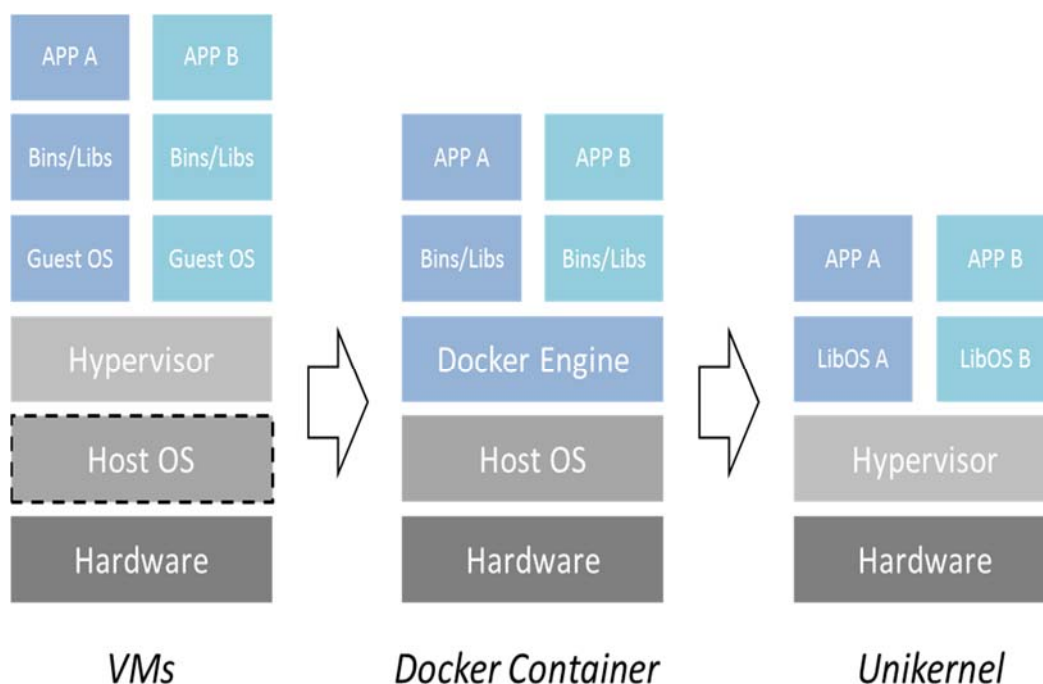 APP A
APP B
Bins/Libs
Bins/Libs
Guest OS
Guest OS
Hypervisor
Host OS
Hardware
VMs
APP A
APP B
Bins/Libs
Bins/Libs
Docker Engine
Host OS
Hardware
Docker Container
APP A
APP B
LibOS A
LibOS B
Hypervisor
Hardware
Unikernel